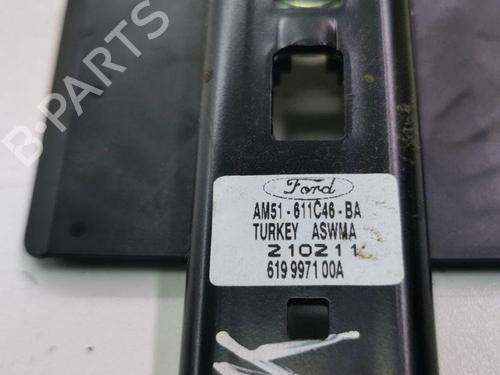 B-PARTS
Ford
AM51-611C46-BA
TURKEY ASWMA
210211
619 9971 00A